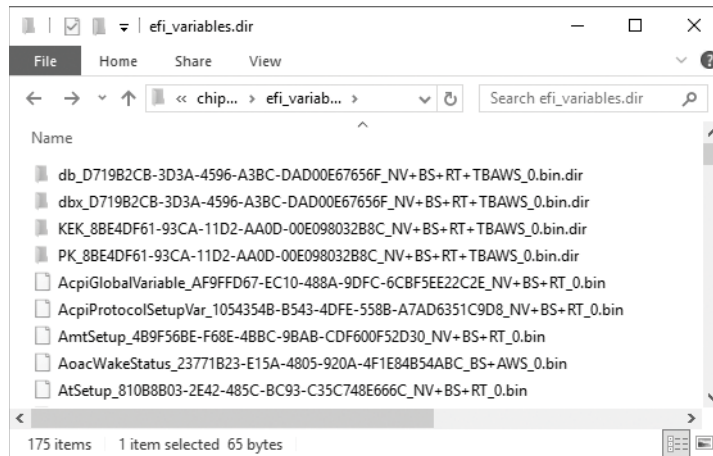 efi_variables.dir
File Home Share View
« chip... > efi_variab... > Search efi_variables.dir
Name
db_D719B2CB-3D3A-4596-A3BC-DAD00E67656F_NV+BS+RT+TBAWS_0.bin.dir
dbx_D719B2CB-3D3A-4596-A3BC-DAD00E67656F_NV+BS+RT+TBAWS_0.bin.dir
KEK_8BE4DF61-93CA-11D2-AA0D-00E098032B8C_NV+BS+RT+TBAWS_0.bin.dir
PK_8BE4DF61-93CA-11D2-AA0D-00E098032B8C_NV+BS+RT+TBAWS_0.bin.dir
AcpiGlobalVariable_AF9FFD67-EC10-488A-9DFC-6CBF5EE22C2E_NV+BS+RT_0.bin
AcpiProtocolSetupVar_1054354B-B543-4DFE-558B-A7AD6351C9D8_NV+BS+RT_0.bin
AmtSetup_4B9F56BE-F68E-4BBC-9BAB-CDF600F52D30_NV+BS+RT_0.bin
AoacWakeStatus_23771B23-E15A-4805-920A-4F1E84B54ABC_BS+AWS_0.bin
AtSetup_810B8B03-2E42-485C-BC93-C35C748E666C_NV+BS+RT_0.bin
175 items 1 item selected 65 bytes